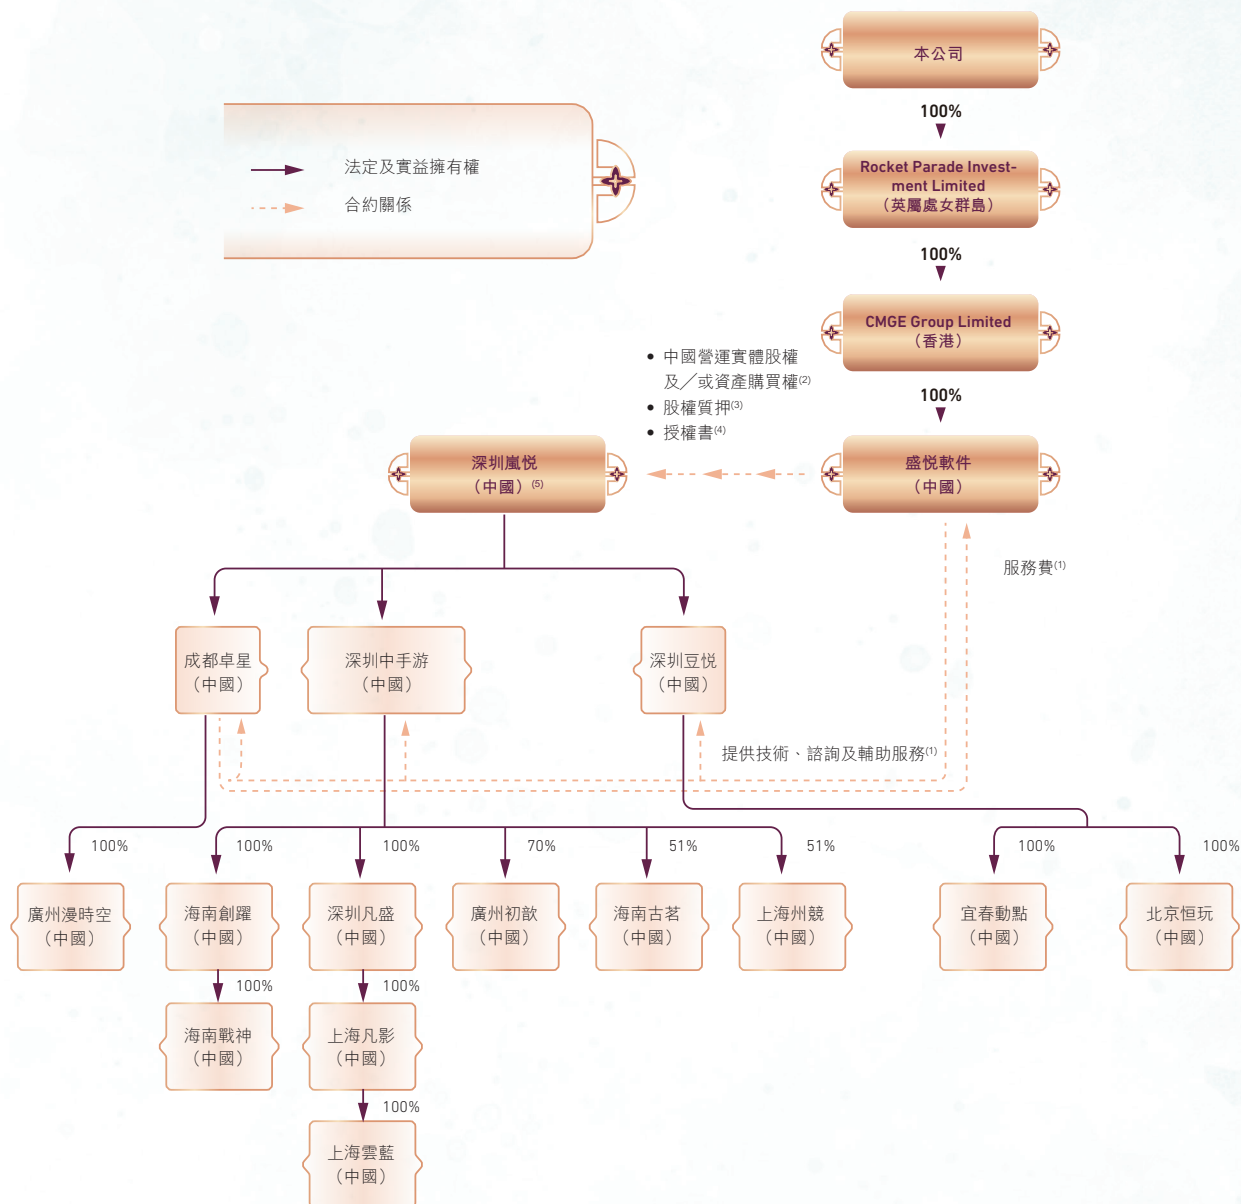 本公司
100%
法定及實益擁有權
合約關係
Rocket Parade Invest-
ment Limited
（英屬處女群島）
100%
CMGE Group Limited
（香港）
• 中國營運實體股權
及／或資產購買權(2)
• 股權質押(3)
• 授權書(4)
100%
深圳嵐悦
（中國）(5)
盛悦軟件
（中國）
服務費(1)
成都卓星
（中國）
深圳中手游
（中國）
深圳豆悦
（中國）
提供技術、諮詢及輔助服務(1)
100%
100%
100%
70%
51%
51%
100%
100%
廣州漫時空
（中國）
海南創躍
（中國）
深圳凡盛
（中國）
廣州初歆
（中國）
海南古茗
（中國）
上海州競
（中國）
宜春動點
（中國）
北京恒玩
（中國）
100%
100%
海南戰神
（中國）
上海凡影
（中國）
100%
上海雲藍
（中國）